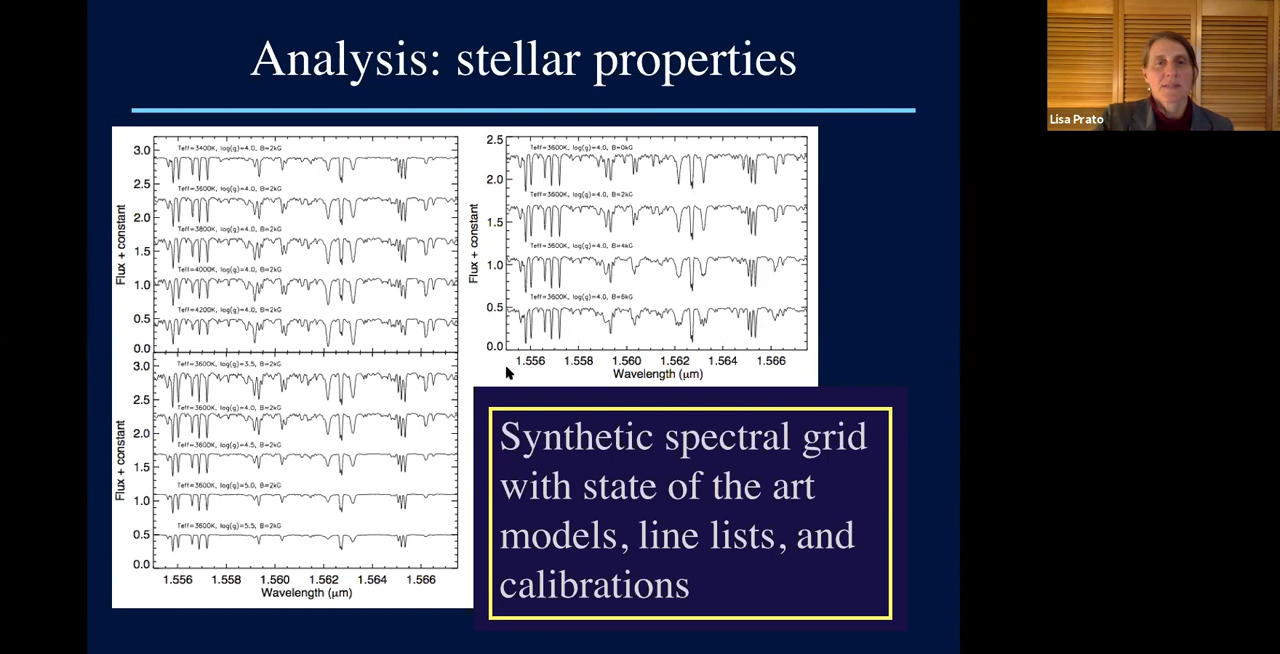 Analysis: stellar properties
Lisa Prato
Teff=3400K, log(g)=4.0, B=2kG
Teff=3600K, log(g)=4.0, B=2kG
Teff=3800K, log(g)=4.0, B=2kG
Teff=4000K, log(g)=4.0, B=2kG
Teff=4200K, log(g)=4.0, B=2kG
3.0
2.5
2.0
1.5
1.0
0.5
0.0
Flux + constant
Teff=3600K, log(g)=3.5, B=2kG
Teff=3600K, log(g)=4.0, B=2kG
Teff=3600K, log(g)=4.5, B=2kG
Teff=3600K, log(g)=5.0, B=2kG
Teff=3600K, log(g)=5.5, B=2kG
3.0
2.5
2.0
1.5
1.0
0.5
0.0
Flux + constant
1.556 1.558 1.560 1.562 1.564 1.566
Wavelength (μm)
Teff=3600K, log(g)=4.0, B=0kG
Teff=3600K, log(g)=4.0, B=2kG
Teff=3600K, log(g)=4.0, B=4kG
Teff=3600K, log(g)=4.0, B=6kG
2.5
2.0
1.5
1.0
0.5
0.0
Flux + constant
1.556 1.558 1.560 1.562 1.564 1.566
Wavelength (μm)
Synthetic spectral grid
with state of the art
models, line lists, and
calibrations